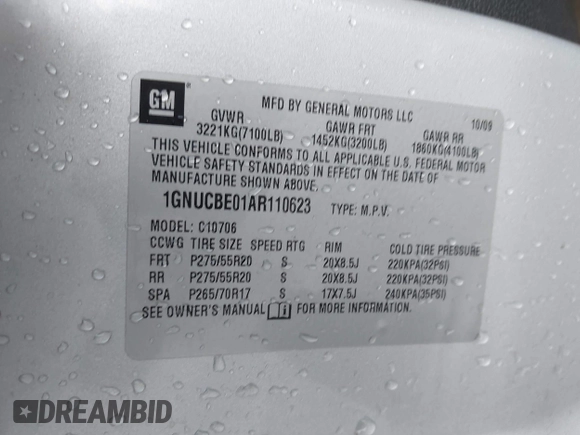 GM
MFD BY GENERAL MOTORS LLC 10/09
GVWR GAWR FRT GAWR RR
3221KG(7100LB) 1452KG(3200LB) 1860KG(4100LB)
THIS VEHICLE CONFORMS TO ALL APPLICABLE U.S. FEDERAL MOTOR
VEHICLE SAFETY STANDARDS IN EFFECT ON THE DATE OF
MANUFACTURE SHOWN ABOVE.
1GNUCBE01AR110623 TYPE: M.P.V.
MODEL: C10706
CCWG TIRE SIZE SPEED RTG RIM COLD TIRE PRESSURE
FRT P275/55R20 S 20X8.5J 220KPA(32PSI)
RR P275/55R20 S 20X8.5J 220KPA(32PSI)
SPA P265/70R17 S 17X7.5J 240KPA(35PSI)
SEE OWNER'S MANUAL i FOR MORE INFORMATION.
DREAMBID